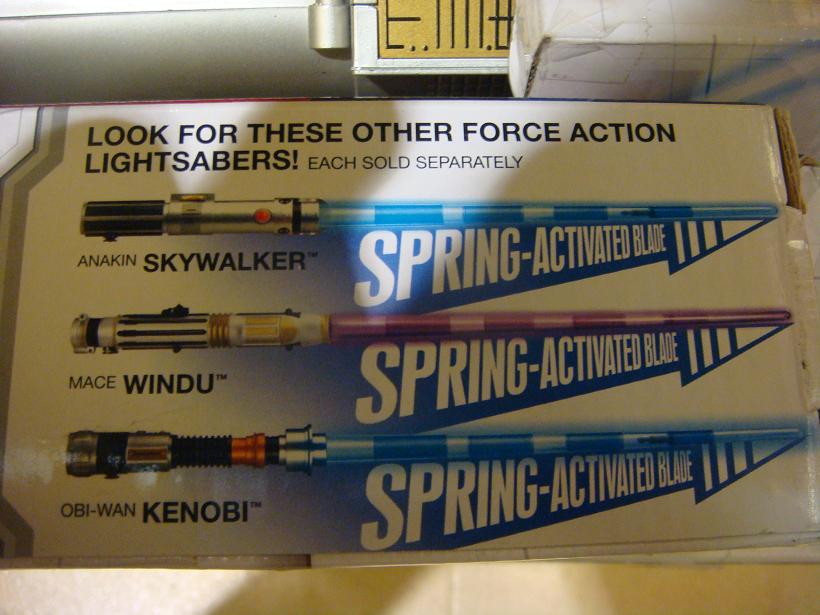 LOOK FOR THESE OTHER FORCE ACTION
LIGHTSABERS! EACH SOLD SEPARATELY
SPRING-ACTIVATED BLADE
ANAKIN SKYWALKER™
SPRING-ACTIVATED BLADE
MACE WINDU™
SPRING-ACTIVATED BLADE
OBI-WAN KENOBI™